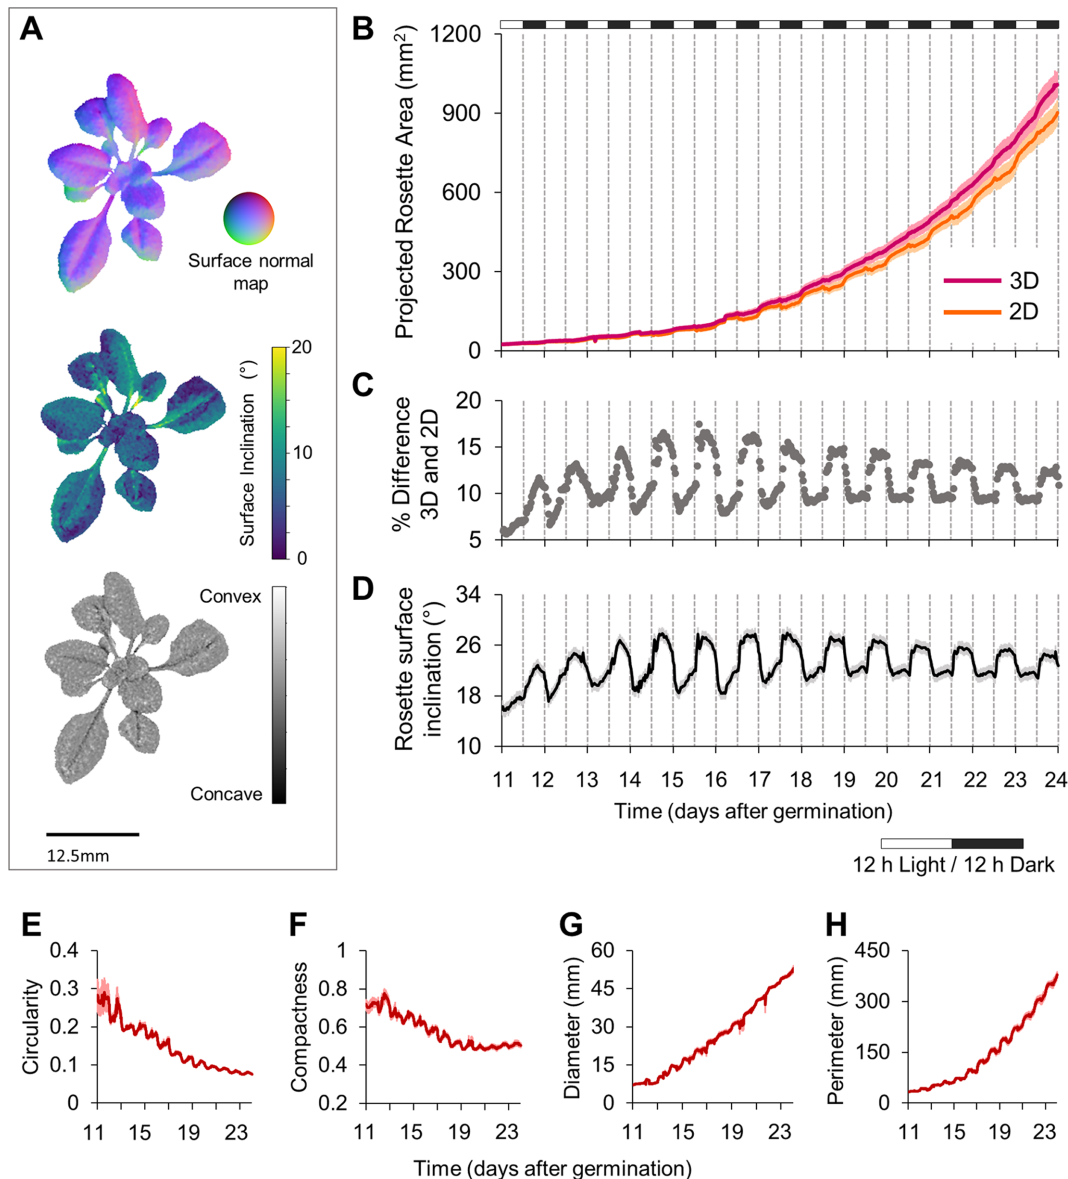 A
Surface normal
map
Surface Inclination (°)
20
10
0
Convex
Concave
12.5mm
B
Projected Rosette Area (mm²)
1200
900
600
300
0
3D
2D
C
% Difference
3D and 2D
20
15
10
5
D
Rosette surface
inclination (°)
34
26
18
10
11 12 13 14 15 16 17 18 19 20 21 22 23 24
Time (days after germination)
12 h Light / 12 h Dark
E
Circularity
0.4
0.3
0.2
0.1
0
11 15 19 23
F
Compactness
1
0.8
0.6
0.4
0.2
11 15 19 23
G
Diameter (mm)
60
45
30
15
0
11 15 19 23
H
Perimeter (mm)
450
300
150
0
11 15 19 23
Time (days after germination)